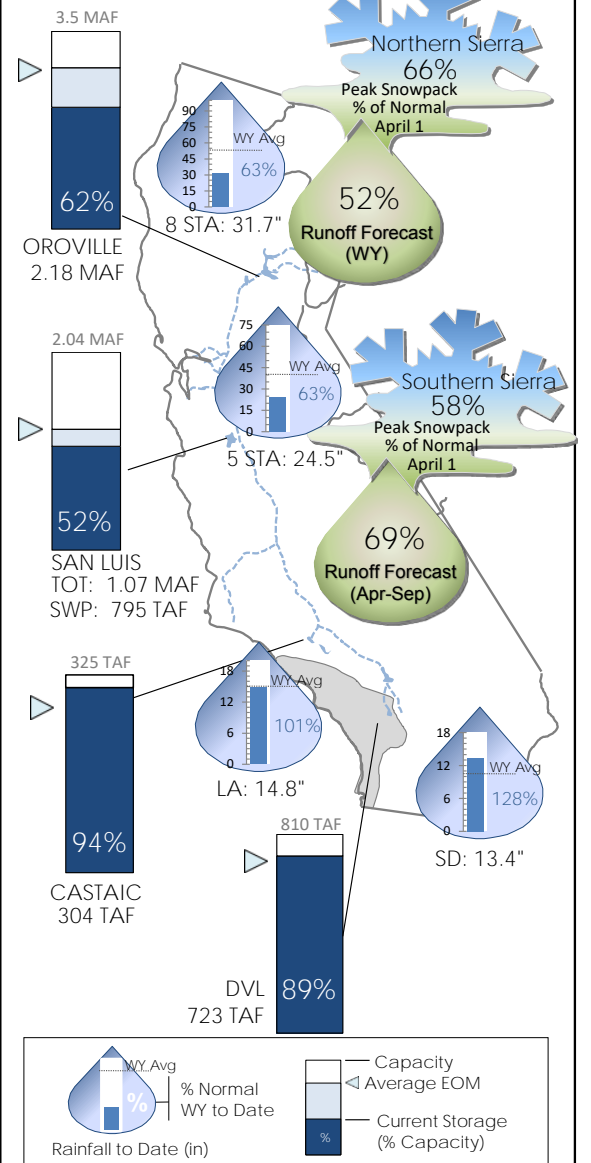 3.5 MAF
62%
OROVILLE
2.18 MAF
Northern Sierra
66%
Peak Snowpack
% of Normal
April 1
52%
Runoff Forecast
(WY)
90
75
60
45
30
15
0
WY Avg
63%
8 STA: 31.7"
2.04 MAF
52%
SAN LUIS
TOT: 1.07 MAF
SWP: 795 TAF
75
60
45
30
15
0
WY Avg
63%
5 STA: 24.5"
Southern Sierra
58%
Peak Snowpack
% of Normal
April 1
69%
Runoff Forecast
(Apr-Sep)
325 TAF
94%
CASTAIC
304 TAF
18
12
6
0
WY Avg
101%
LA: 14.8"
18
12
6
0
WY Avg
128%
SD: 13.4"
810 TAF
89%
DVL
723 TAF
WY Avg
%
% Normal
WY to Date
Rainfall to Date (in)
Capacity
Average EOM
Current Storage
(% Capacity)
%